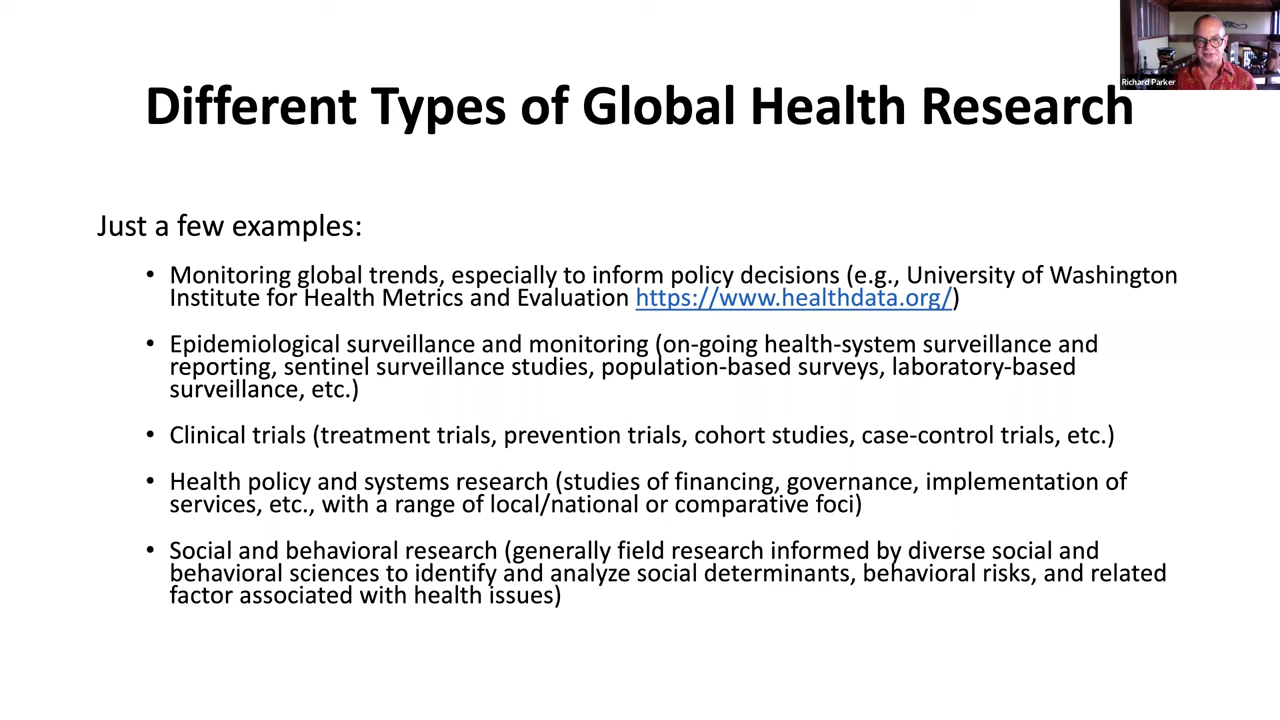 Richard Parker
Different Types of Global Health Research
Just a few examples:
• Monitoring global trends, especially to inform policy decisions (e.g., University of Washington
Institute for Health Metrics and Evaluation https://www.healthdata.org/)
• Epidemiological surveillance and monitoring (on-going health-system surveillance and
reporting, sentinel surveillance studies, population-based surveys, laboratory-based
surveillance, etc.)
• Clinical trials (treatment trials, prevention trials, cohort studies, case-control trials, etc.)
• Health policy and systems research (studies of financing, governance, implementation of
services, etc., with a range of local/national or comparative foci)
• Social and behavioral research (generally field research informed by diverse social and
behavioral sciences to identify and analyze social determinants, behavioral risks, and related
factor associated with health issues)